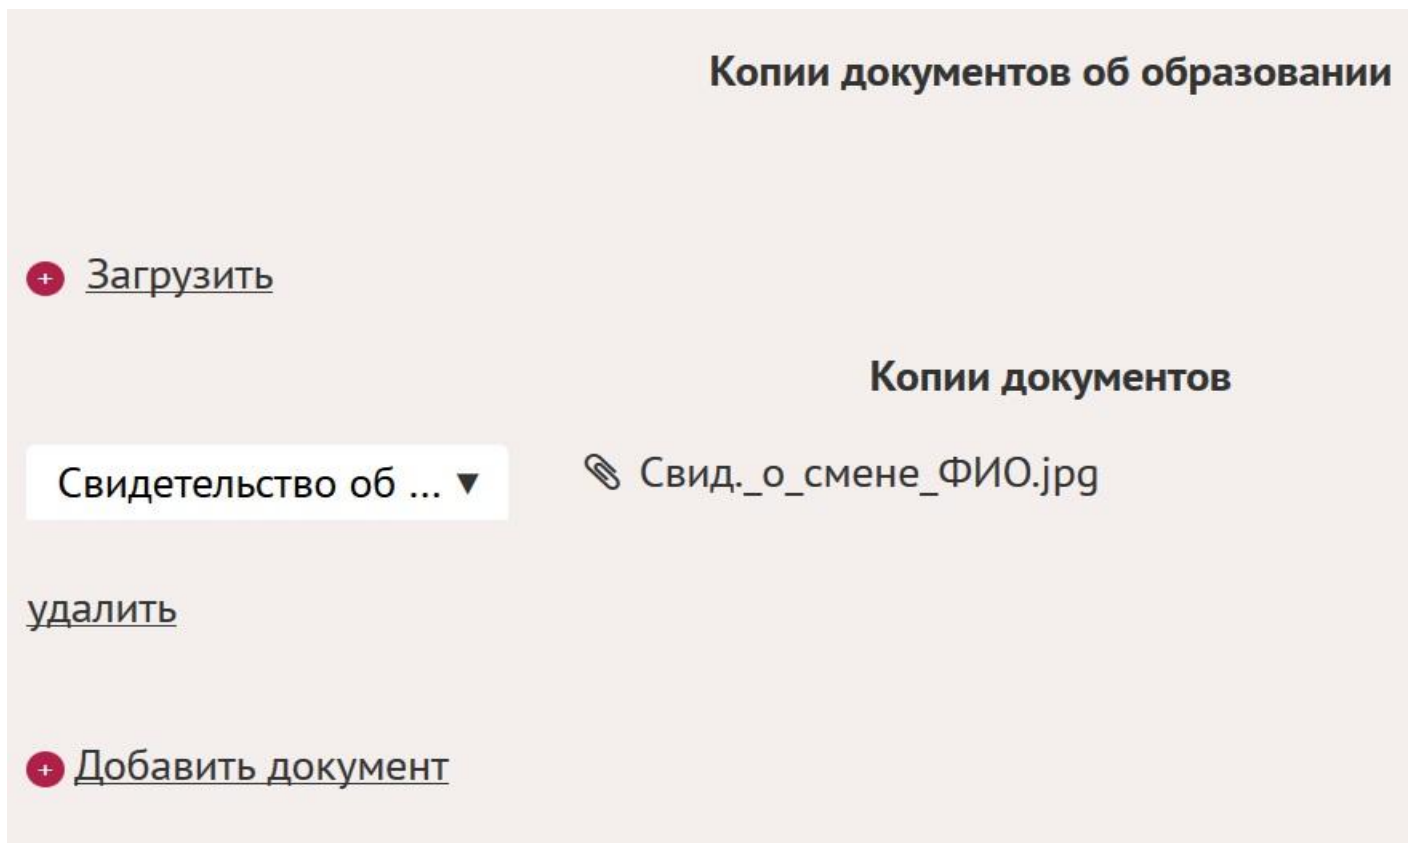 Копии документов об образовании
+ Загрузить
Копии документов
Свидетельство об ... ▼ Свид._о_смене_ФИО.jpg
удалить
+ Добавить документ